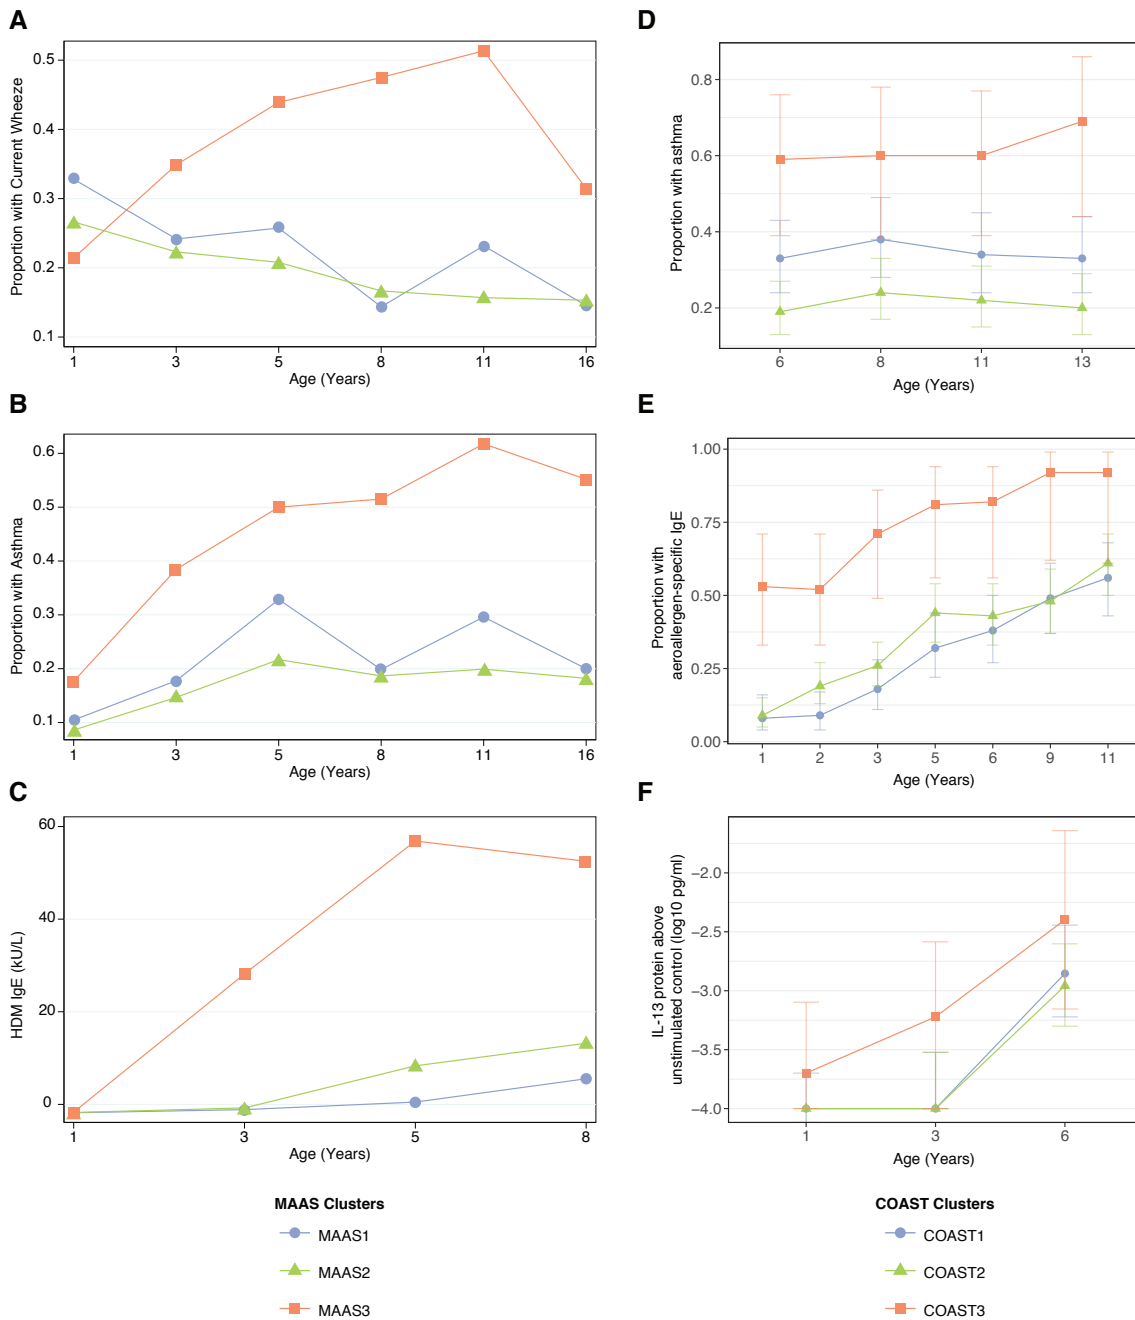 A
Proportion with Current Wheeze
0.5
0.4
0.3
0.2
0.1
1 3 5 8 11 16
Age (Years)
B
Proportion with Asthma
0.6
0.5
0.4
0.3
0.2
0.1
1 3 5 8 11 16
Age (Years)
C
HDM IgE (kU/L)
60
40
20
0
1 3 5 8
Age (Years)
MAAS Clusters
MAAS1
MAAS2
MAAS3
D
Proportion with asthma
0.8
0.6
0.4
0.2
6 8 11 13
Age (Years)
E
Proportion with
aeroallergen-specific IgE
1.00
0.75
0.50
0.25
0.00
1 2 3 5 6 9 11
Age (Years)
F
IL-13 protein above
unstimulated control (log10 pg/ml)
−2.0
−2.5
−3.0
−3.5
−4.0
1 3 6
Age (Years)
COAST Clusters
COAST1
COAST2
COAST3